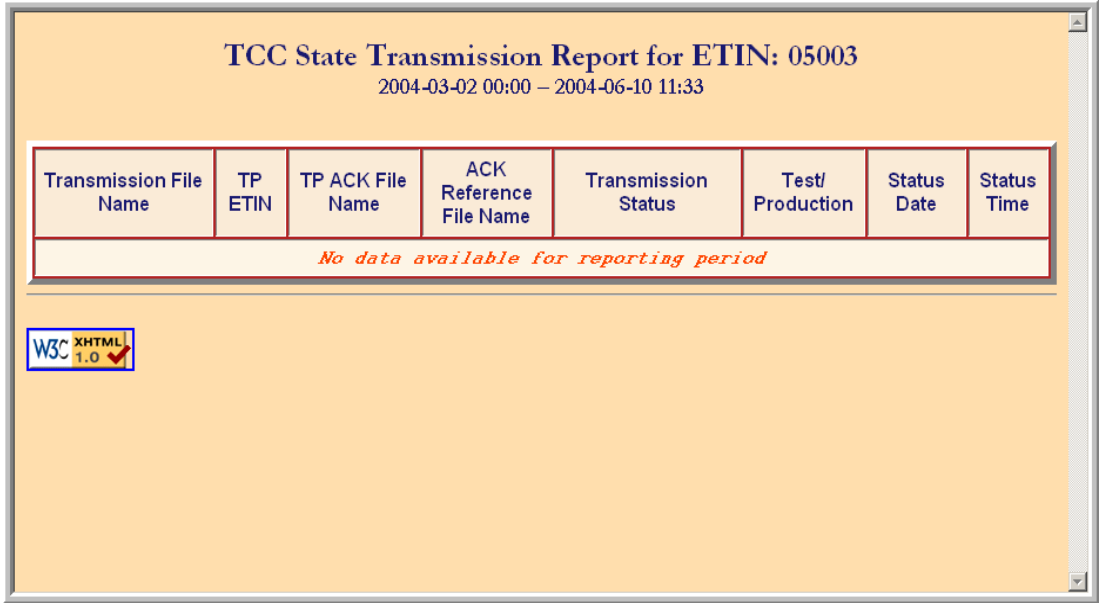 TCC State Transmission Report for ETIN: 05003
2004-03-02 00:00 – 2004-06-10 11:33
Transmission File Name
TP ETIN
TP ACK File Name
ACK Reference File Name
Transmission Status
Test/ Production
Status Date
Status Time
No data available for reporting period
W3C XHTML 1.0